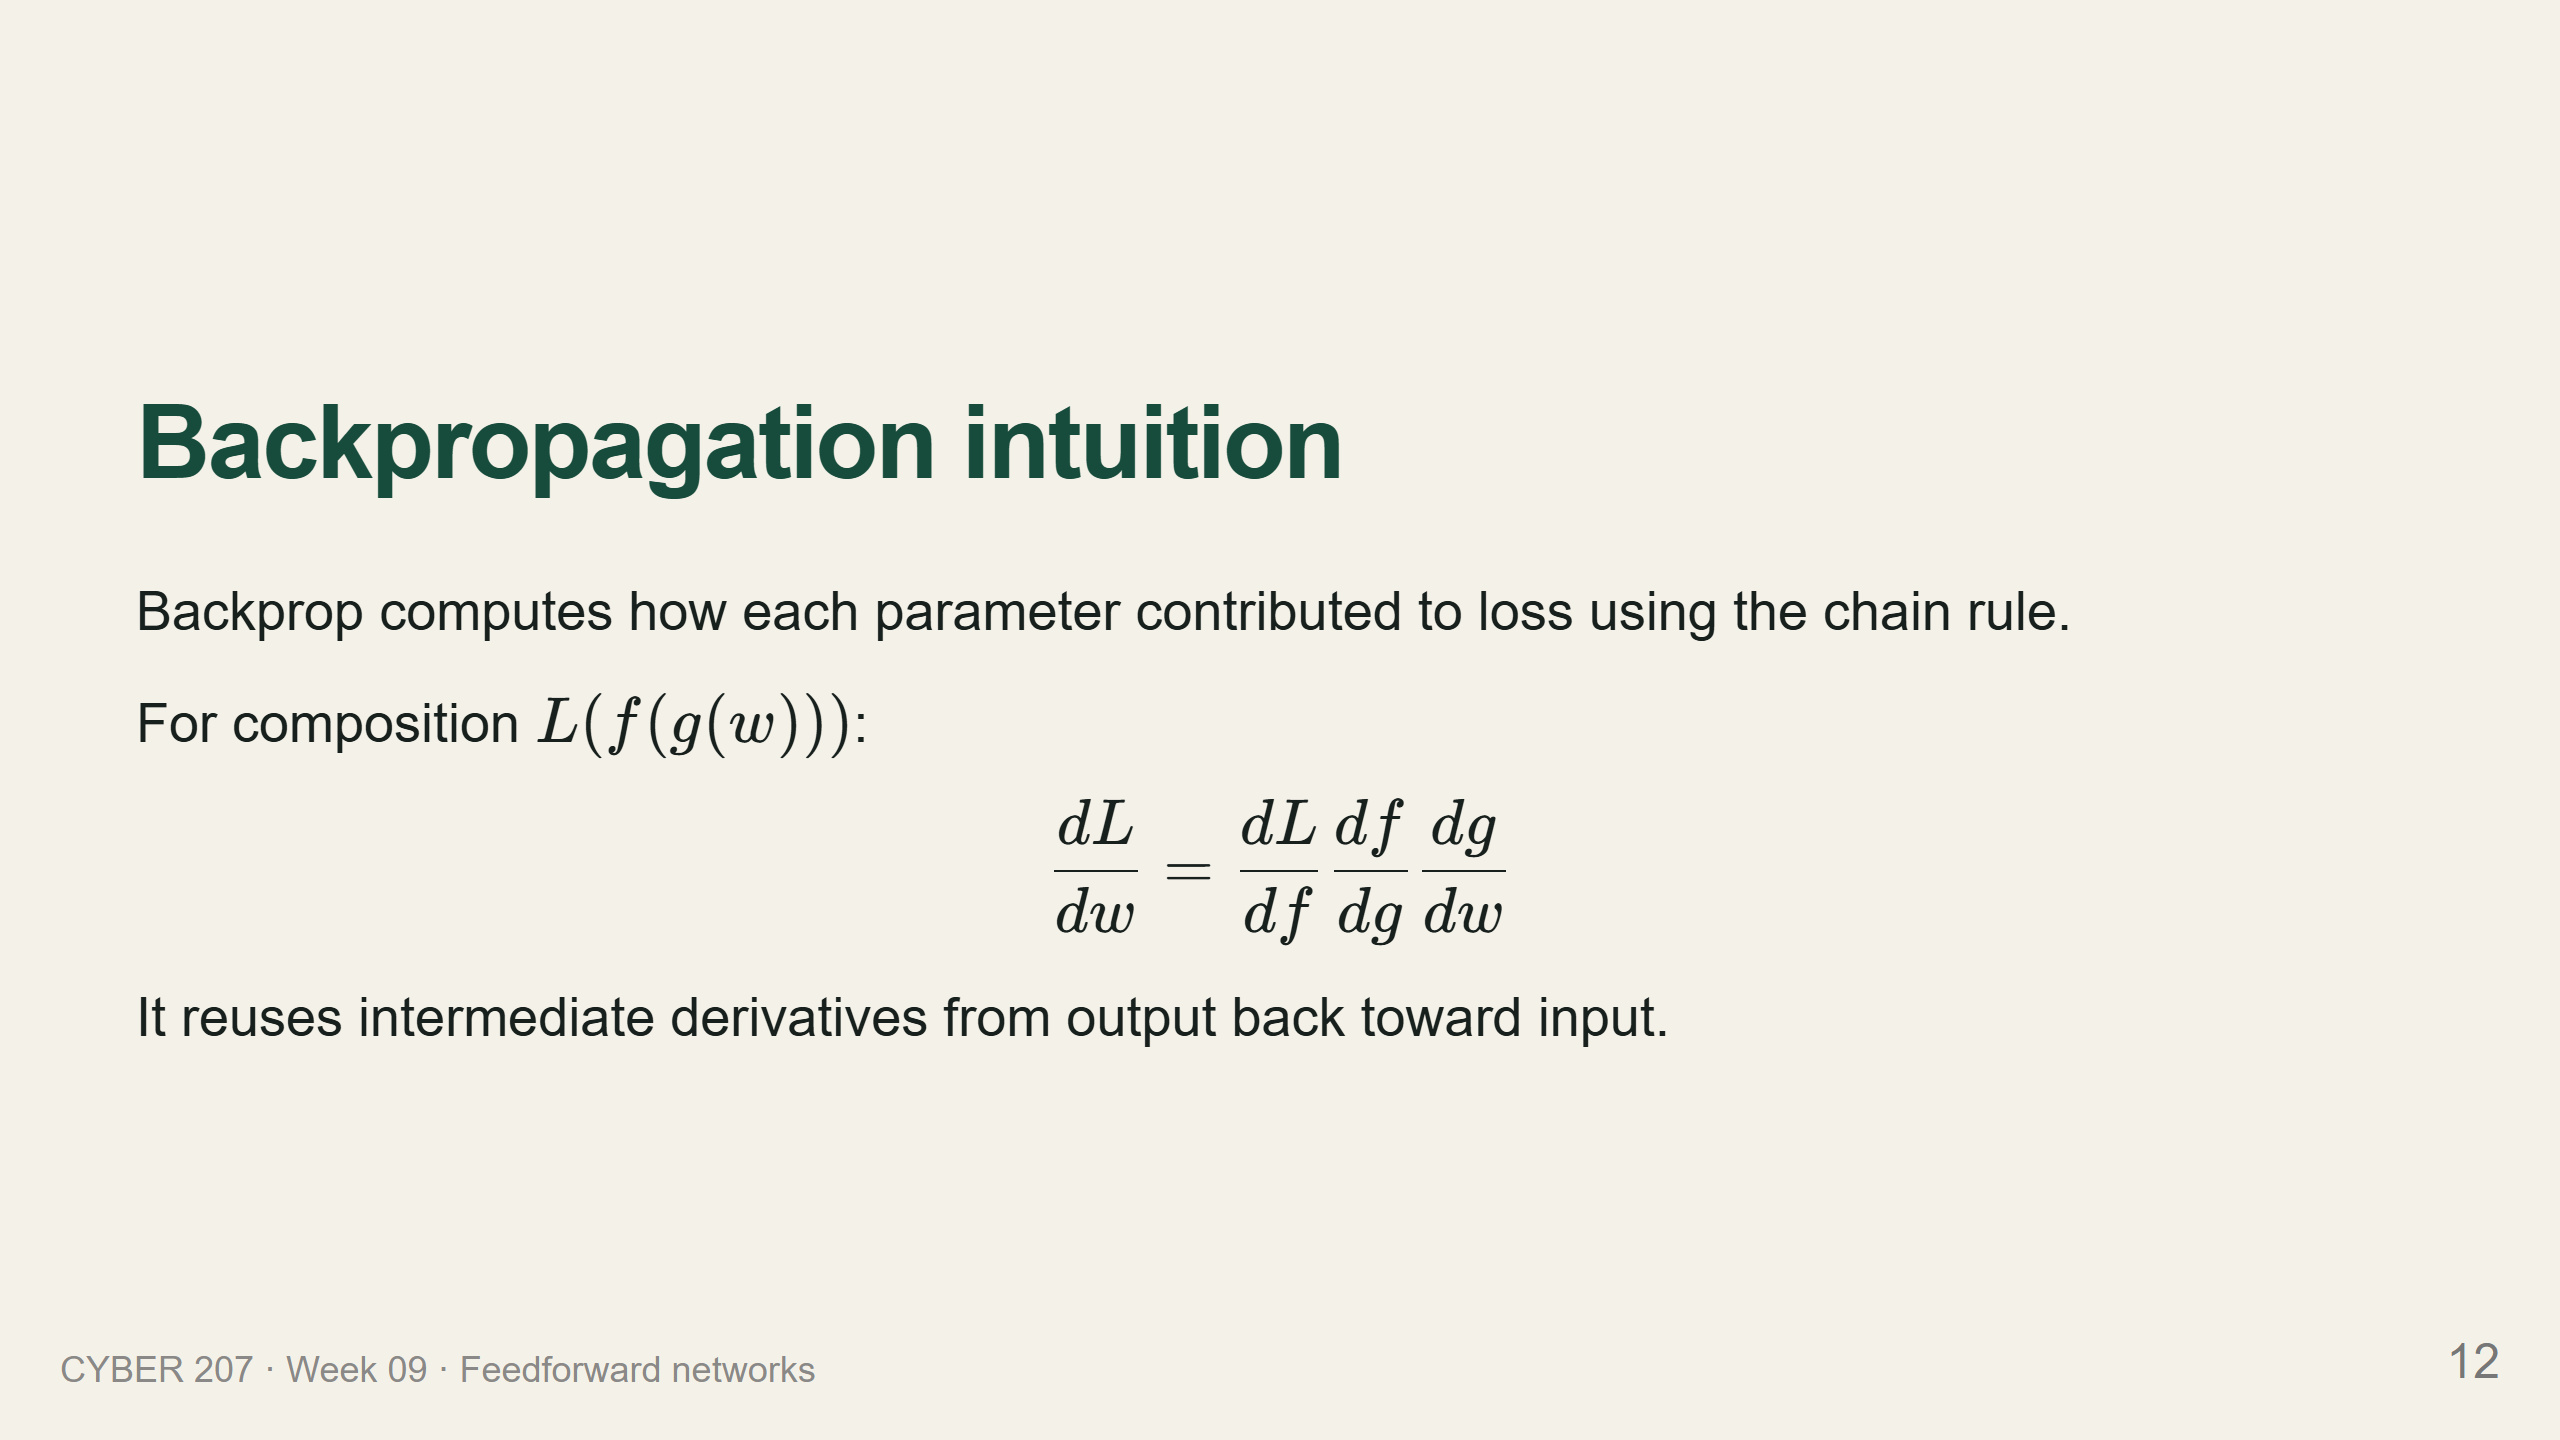 Backpropagation intuition
Backprop computes how each parameter contributed to loss using the chain rule.
For composition L(f(g(w))):
dL/dw = dL/df df/dg dg/dw
It reuses intermediate derivatives from output back toward input.
CYBER 207 · Week 09 · Feedforward networks
12